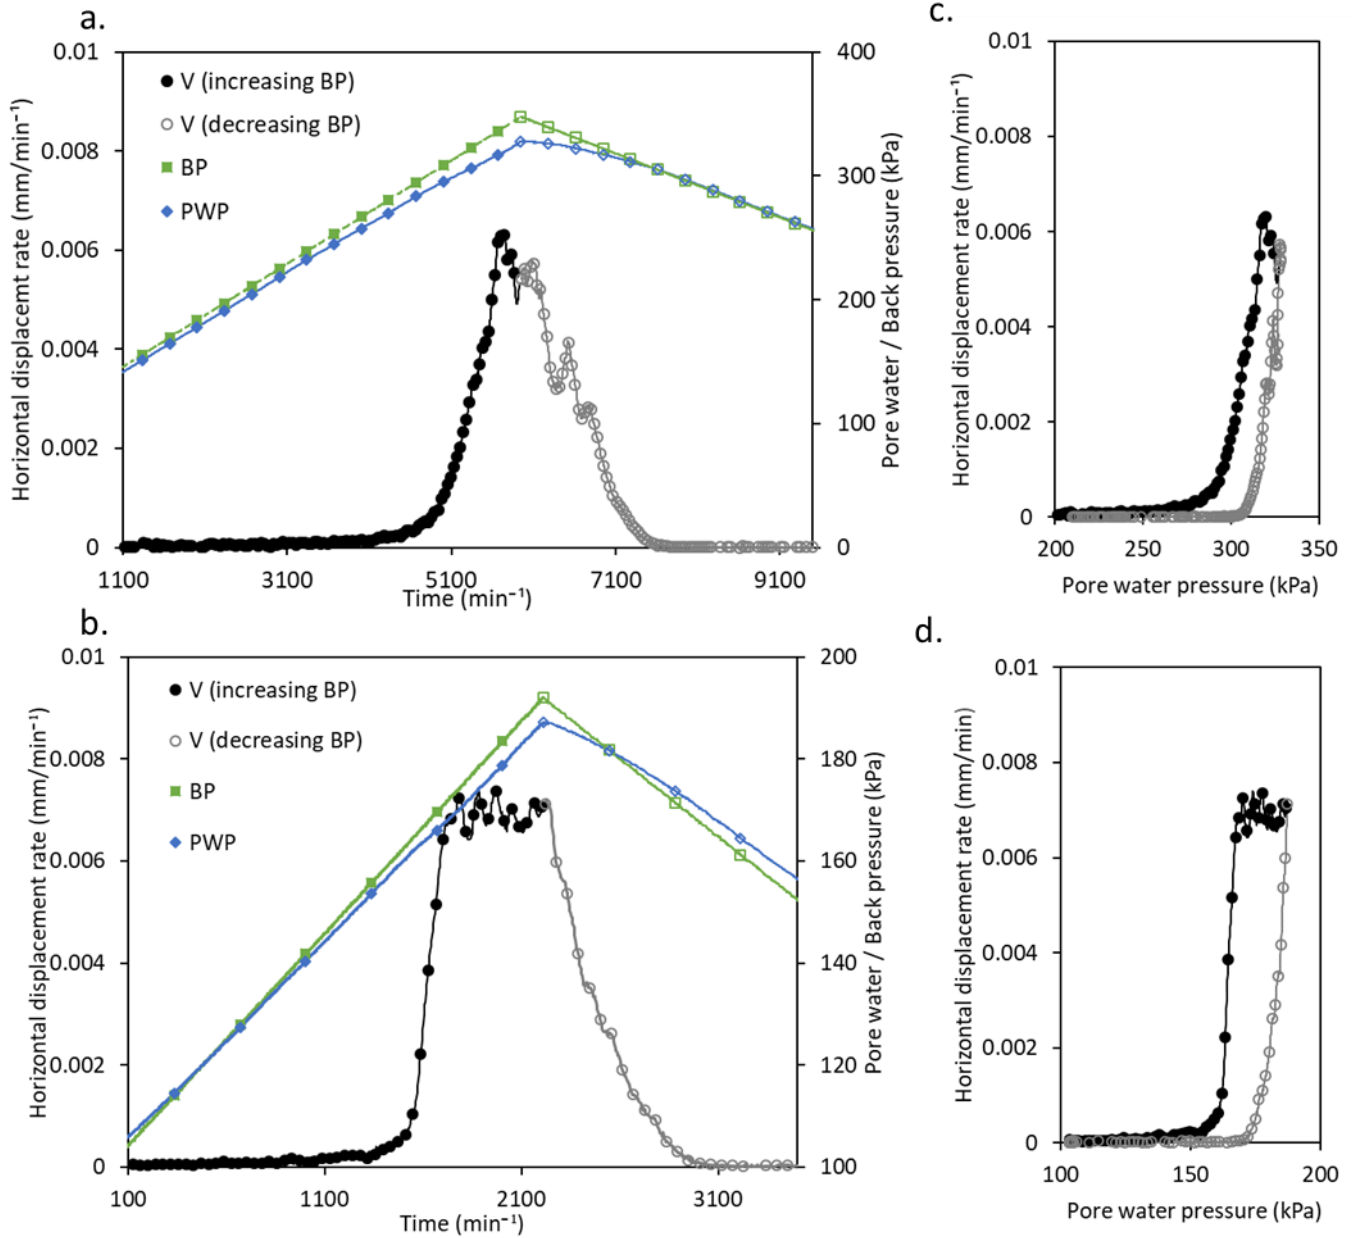 a.
Horizontal displacemt rate (mm/min⁻¹)
0.01
0.008
0.006
0.004
0.002
0
V (increasing BP)
V (decreasing BP)
BP
PWP
400
300
200
100
0
Pore water / Back pressure (kPa)
1100
3100
5100
7100
9100
Time (min⁻¹)
c.
Horizontal displacement rate (mm/min⁻¹)
0.01
0.008
0.006
0.004
0.002
0
200
250
300
350
Pore water pressure (kPa)
b.
Horizontal displacement rate (mm/min⁻¹)
0.01
0.008
0.006
0.004
0.002
0
V (increasing BP)
V (decreasing BP)
BP
PWP
200
180
160
140
120
100
Pore water / Back pressure (kPa)
100
1100
2100
3100
Time (min⁻¹)
d.
Horizontal displacement rate (mm/min)
0.01
0.008
0.006
0.004
0.002
0
100
150
200
Pore water pressure (kPa)